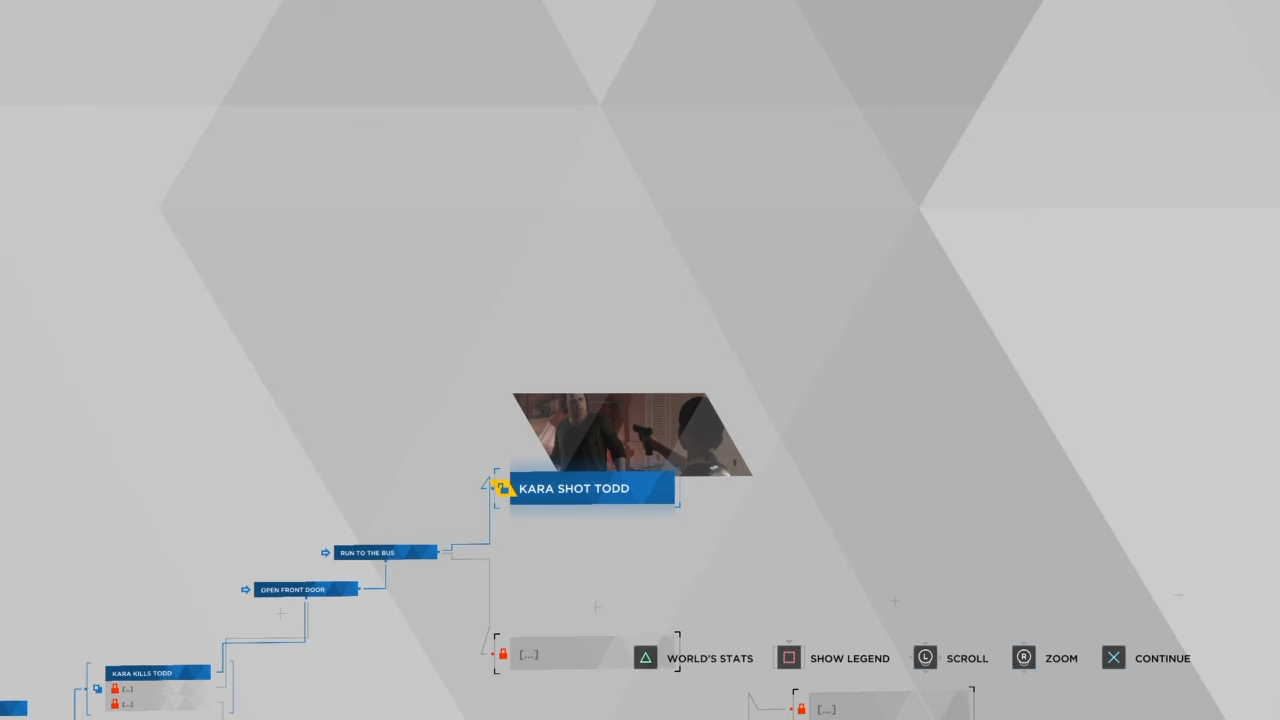 KARA SHOT TODD
RUN TO THE BUS
OPEN FRONT DOOR
[...]
WORLD'S STATS
SHOW LEGEND
L
SCROLL
R
ZOOM
CONTINUE
KARA KILLS TODD
[...]
[...]
[...]